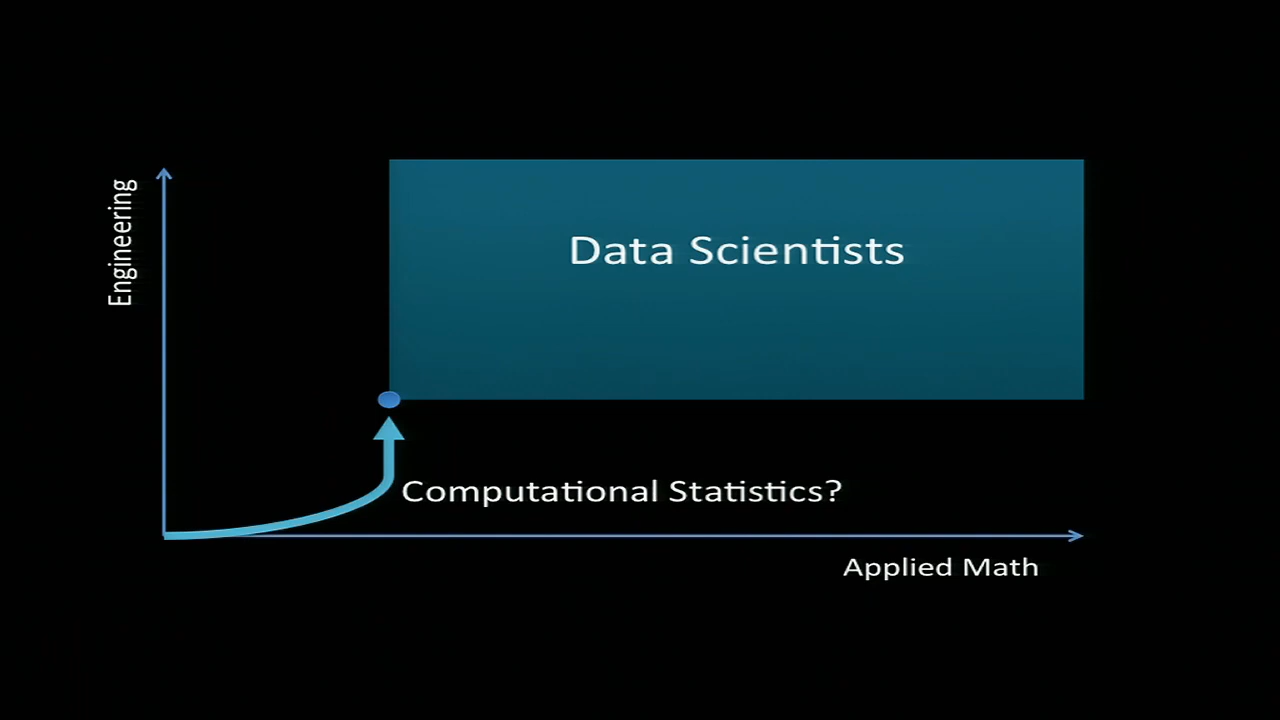 Engineering
Data Scientists
Computational Statistics?
Applied Math